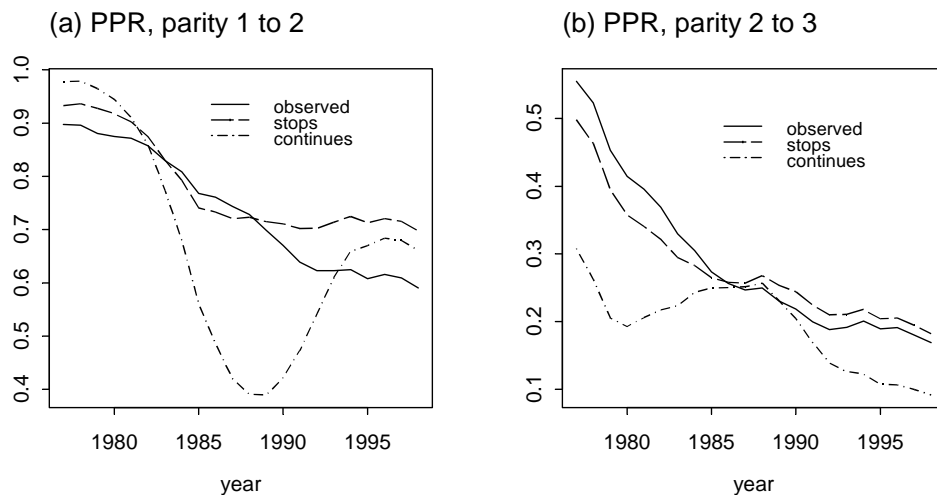 (a) PPR, parity 1 to 2
1.0
0.9
0.8
0.7
0.6
0.5
0.4
observed
stops
continues
1980 1985 1990 1995
year
(b) PPR, parity 2 to 3
0.5
0.4
0.3
0.2
0.1
observed
stops
continues
1980 1985 1990 1995
year